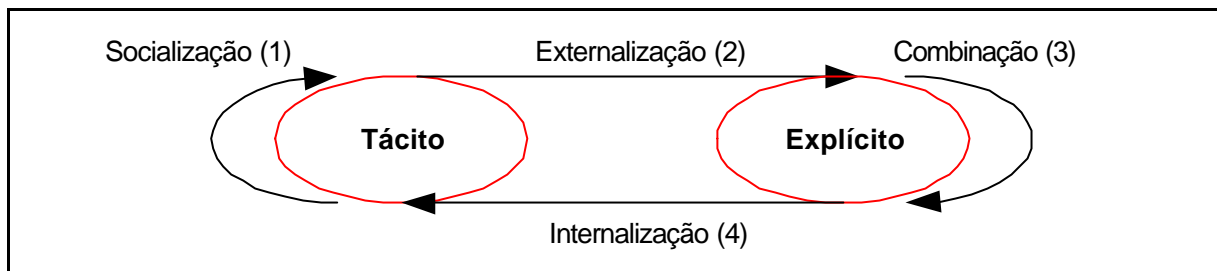 Socialização (1) Externalização (2) Combinação (3)
Tácito Explícito
Internalização (4)